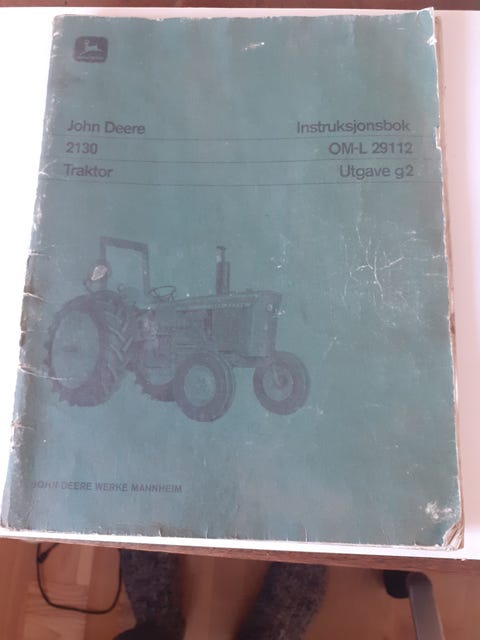 John Deere Instruksjonsbok
2130 OM-L 29112
Traktor Utgave g2
JOHN DEERE WERKE MANNHEIM